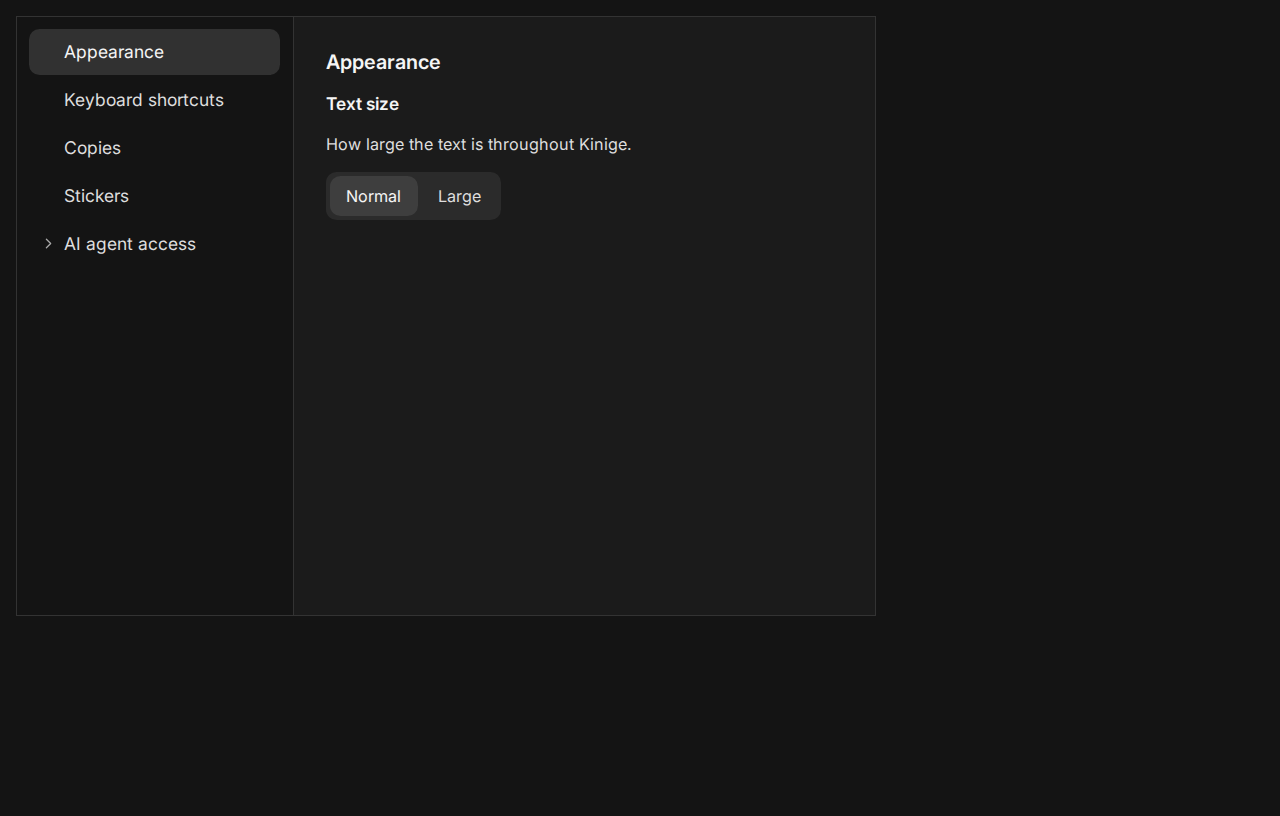 Appearance
Keyboard shortcuts
Copies
Stickers
AI agent access
Appearance
Text size
How large the text is throughout Kinige.
Normal
Large